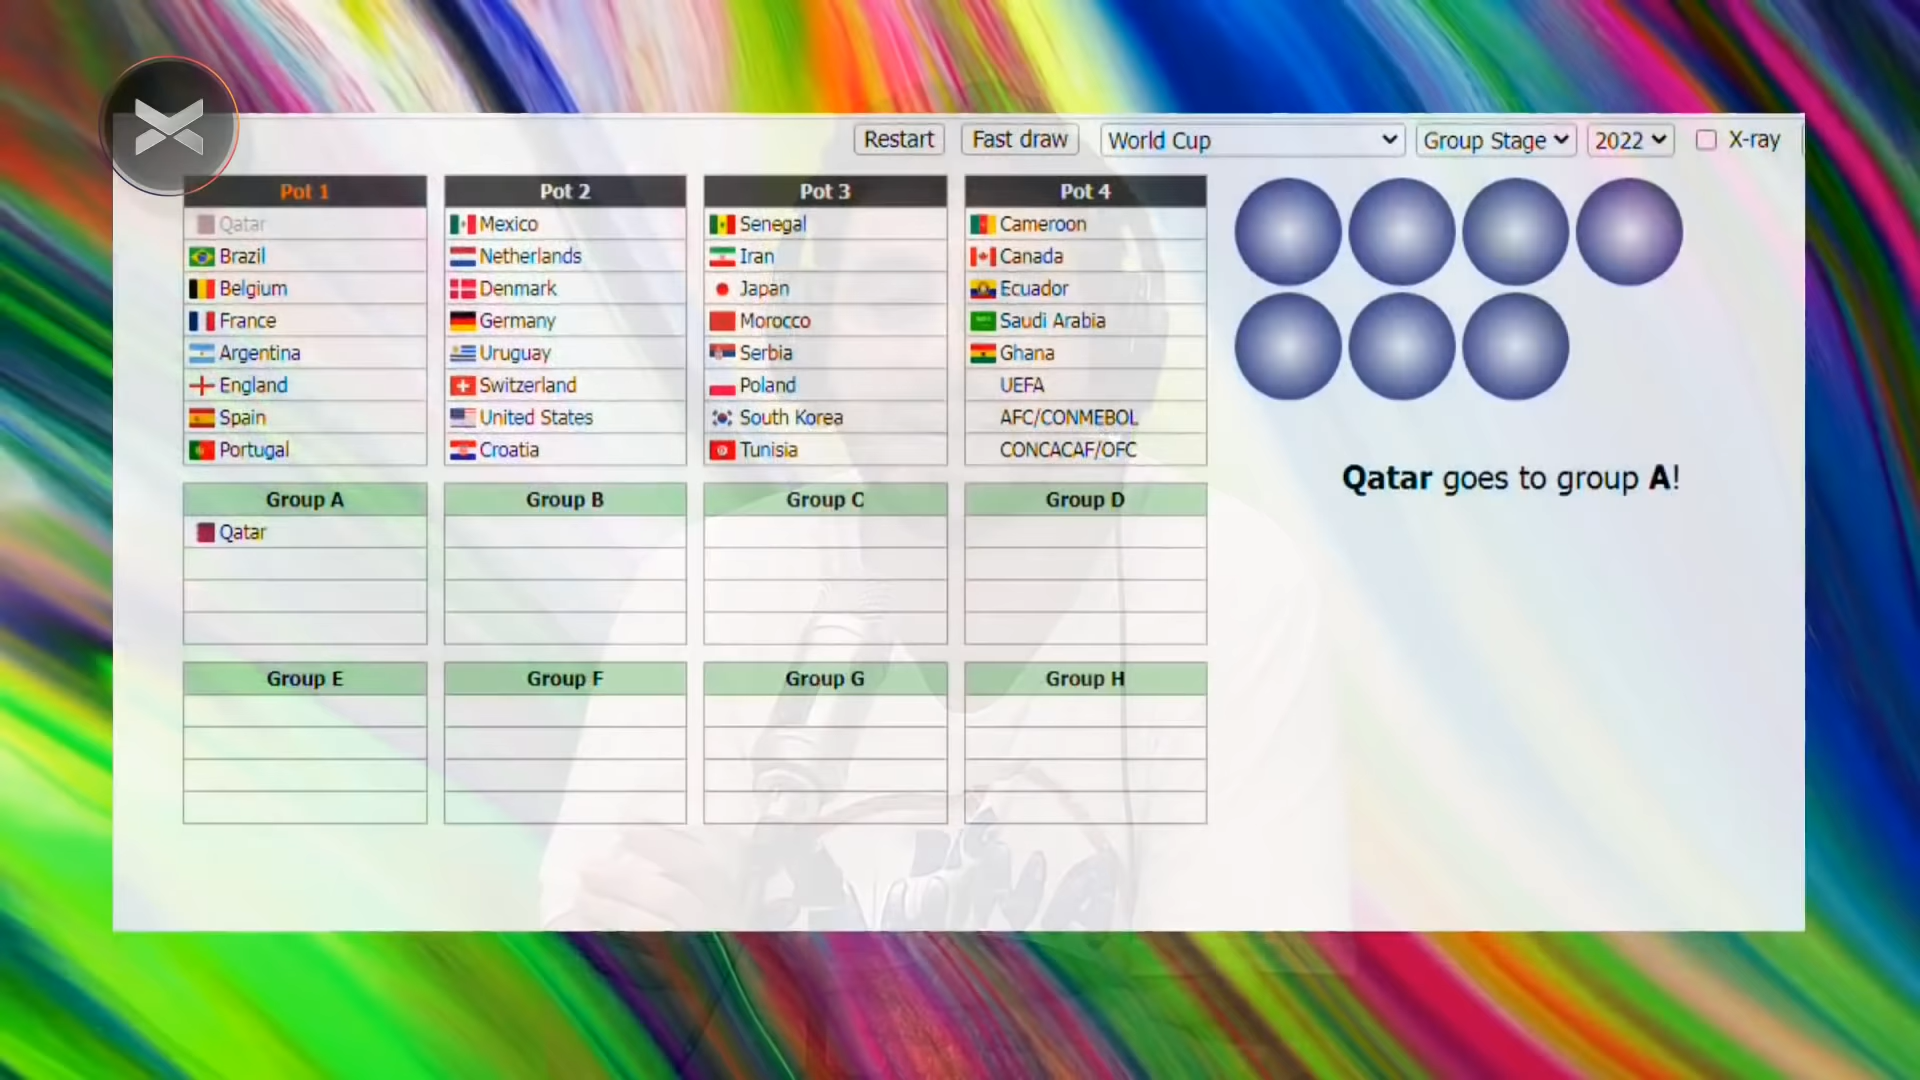 Restart Fast draw World Cup Group Stage 2022 X-ray
Pot 1 Pot 2 Pot 3 Pot 4
Qatar Mexico Senegal Cameroon
Brazil Netherlands Iran Canada
Belgium Denmark Japan Ecuador
France Germany Morocco Saudi Arabia
Argentina Uruguay Serbia Ghana
England Switzerland Poland UEFA
Spain United States South Korea AFC/CONMEBOL
Portugal Croatia Tunisia CONCACAF/OFC
Qatar goes to group A!
Group A Group B Group C Group D
Qatar
Group E Group F Group G Group H